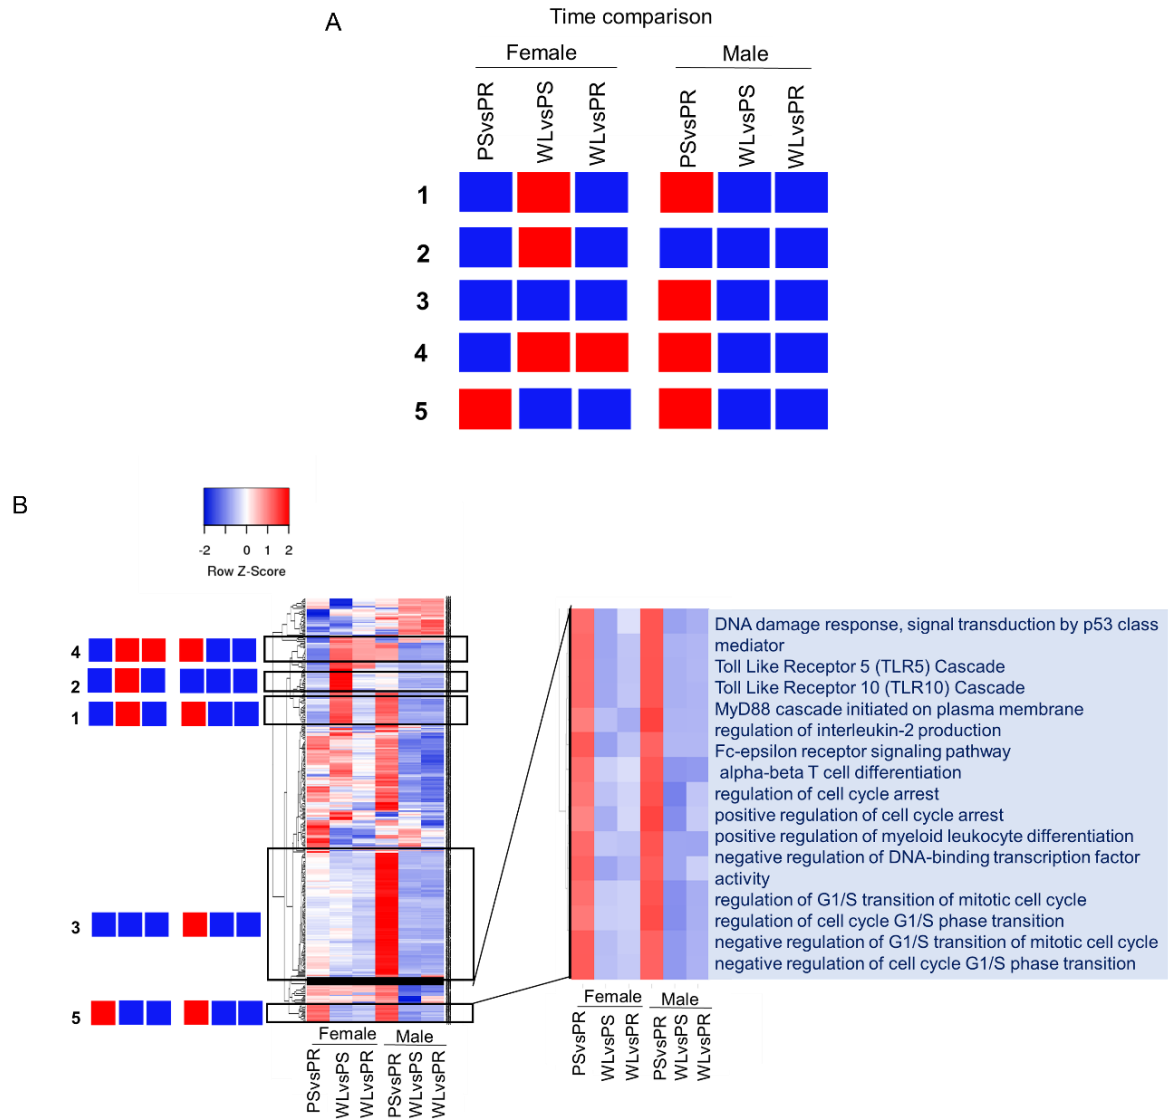 A
Time comparison
Female
Male
PSvsPR
WLvsPS
WLvsPR
PSvsPR
WLvsPS
WLvsPR
1
2
3
4
5
B
-2 0 1 2
Row Z-Score
4
2
1
3
5
Female
Male
PSvsPR
WLvsPS
WLvsPR
PSvsPR
WLvsPS
WLvsPR
DNA damage response, signal transduction by p53 class
mediator
Toll Like Receptor 5 (TLR5) Cascade
Toll Like Receptor 10 (TLR10) Cascade
MyD88 cascade initiated on plasma membrane
regulation of interleukin-2 production
Fc-epsilon receptor signaling pathway
alpha-beta T cell differentiation
regulation of cell cycle arrest
positive regulation of cell cycle arrest
positive regulation of myeloid leukocyte differentiation
negative regulation of DNA-binding transcription factor
activity
regulation of G1/S transition of mitotic cell cycle
regulation of cell cycle G1/S phase transition
negative regulation of G1/S transition of mitotic cell cycle
negative regulation of cell cycle G1/S phase transition
Female
Male
PSvsPR
WLvsPS
WLvsPR
PSvsPR
WLvsPS
WLvsPR